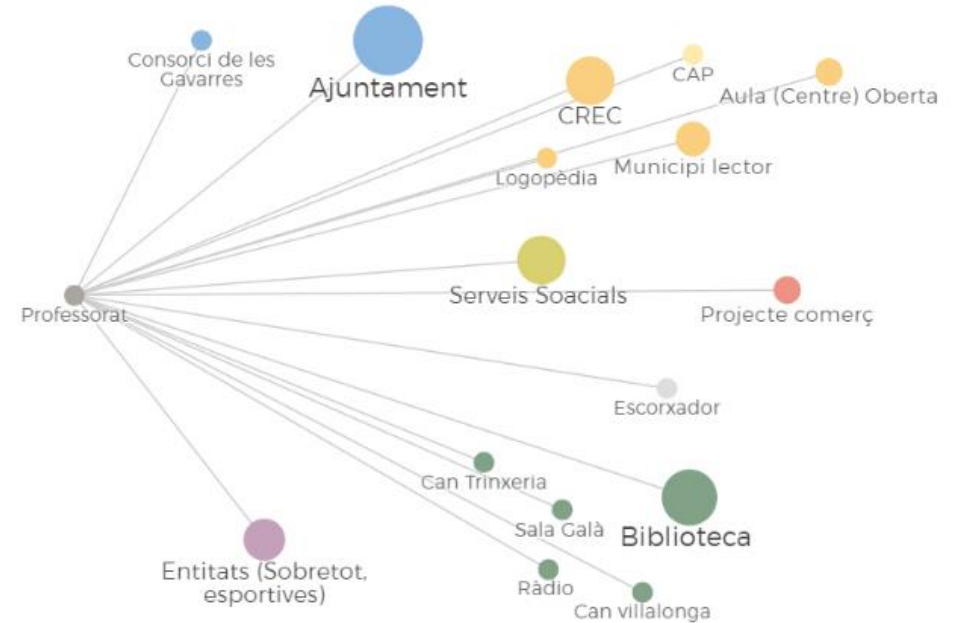 Consorci de les
Gavarres
Ajuntament
CREC
CAP
Aula (Centre) Oberta
Logopèdia
Municipi lector
Serveis Soacials
Professorat
Projecte comerç
Escorxador
Can Trinxeria
Sala Galà
Biblioteca
Entitats (Sobretot,
esportives)
Ràdio
Can villalonga